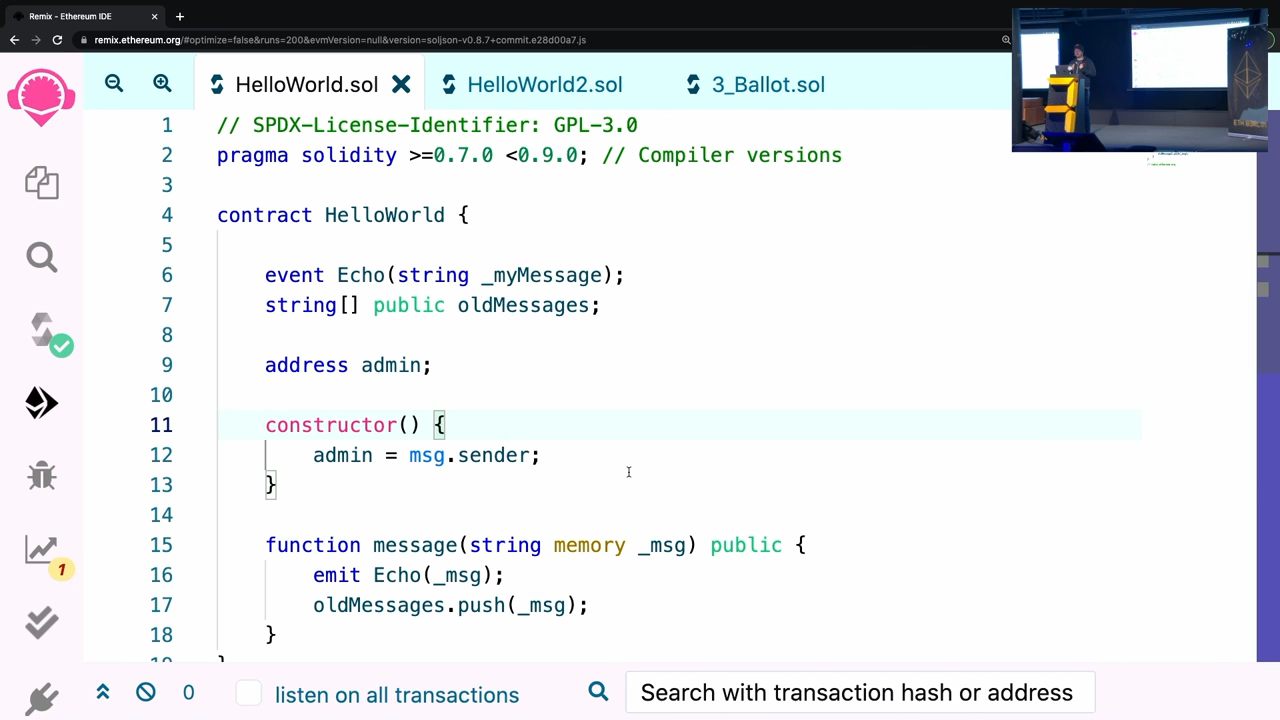 Remix - Ethereum IDE
remix.ethereum.org/#optimize=false&runs=200&evmVersion=null&version=soljson-v0.8.7+commit.e28d00a7.js
HelloWorld.sol
HelloWorld2.sol
3_Ballot.sol
1 // SPDX-License-Identifier: GPL-3.0
2 pragma solidity >=0.7.0 <0.9.0; // Compiler versions
3
4 contract HelloWorld {
5
6 event Echo(string _myMessage);
7 string[] public oldMessages;
8
9 address admin;
10
11 constructor() {
12 admin = msg.sender;
13 }
14
15 function message(string memory _msg) public {
16 emit Echo(_msg);
17 oldMessages.push(_msg);
18 }
19 }
1
0
listen on all transactions
Search with transaction hash or address